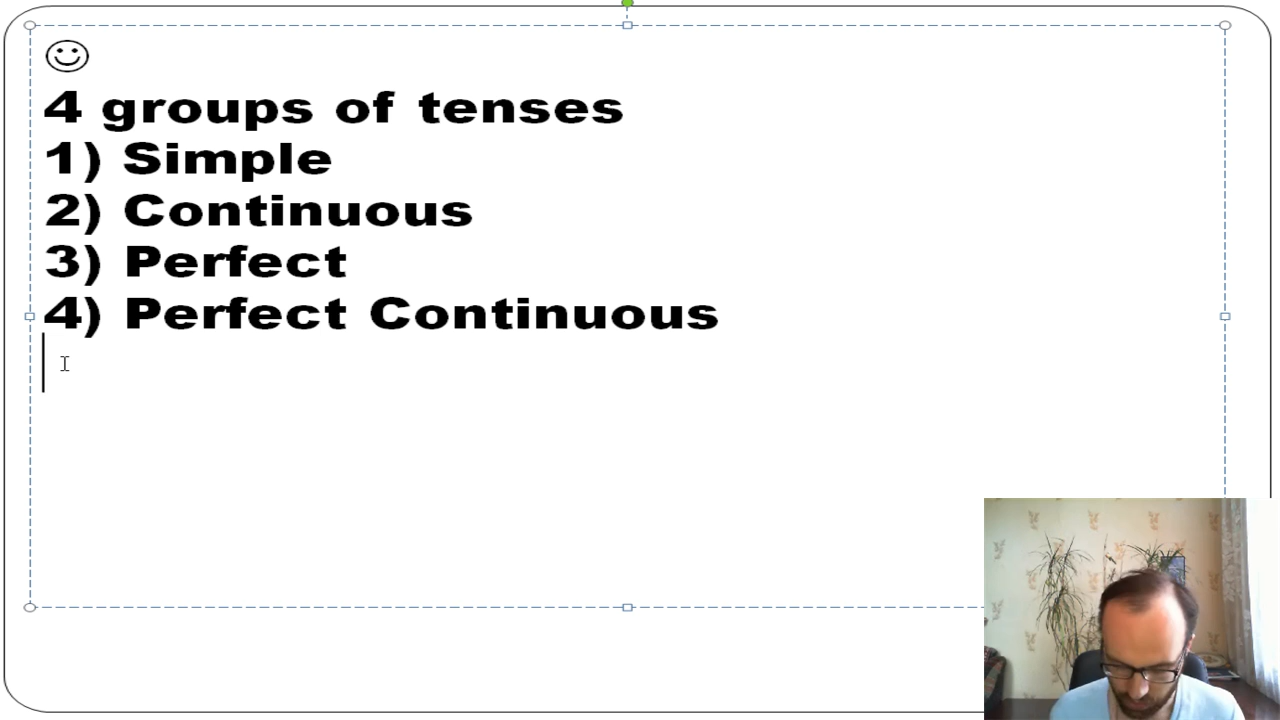 4 groups of tenses
1) Simple
2) Continuous
3) Perfect
4) Perfect Continuous